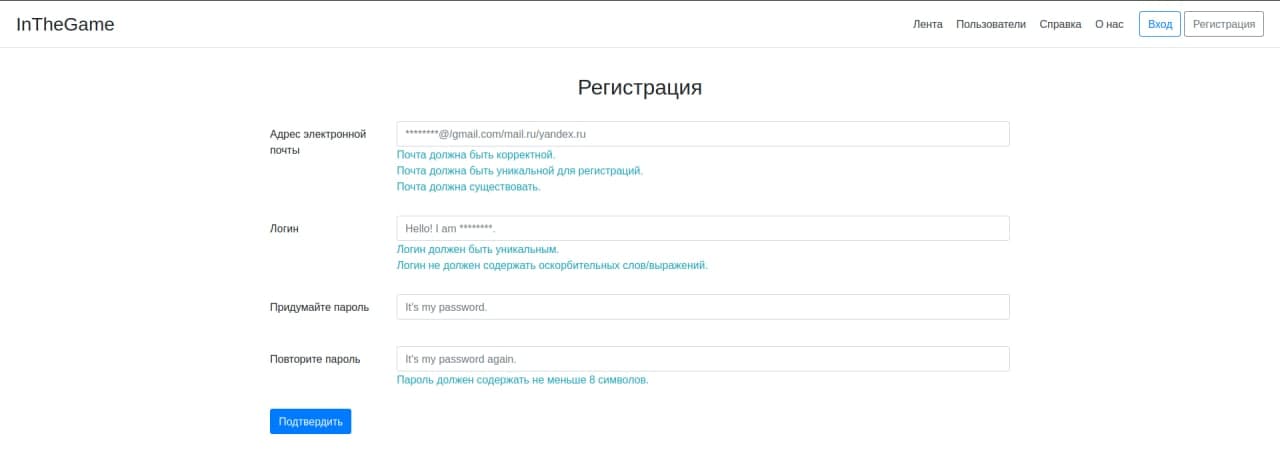 InTheGame
Лента Пользователи Справка О нас Вход Регистрация
Регистрация
Адрес электронной
почты
********@/gmail.com/mail.ru/yandex.ru
Почта должна быть корректной.
Почта должна быть уникальной для регистраций.
Почта должна существовать.
Логин
Hello! I am ********.
Логин должен быть уникальным.
Логин не должен содержать оскорбительных слов/выражений.
Придумайте пароль
It's my password.
Повторите пароль
It's my password again.
Пароль должен содержать не меньше 8 символов.
Подтвердить